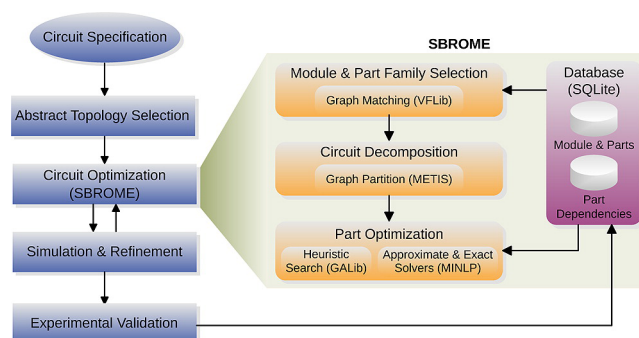 Circuit Specification
Abstract Topology Selection
Circuit Optimization
(SBROME)
Simulation & Refinement
Experimental Validation
SBROME
Module & Part Family Selection
Graph Matching (VFLib)
Circuit Decomposition
Graph Partition (METIS)
Part Optimization
Heuristic
Search (GALib)
Approximate & Exact
Solvers (MINLP)
Database
(SQLite)
Module & Parts
Part
Dependencies